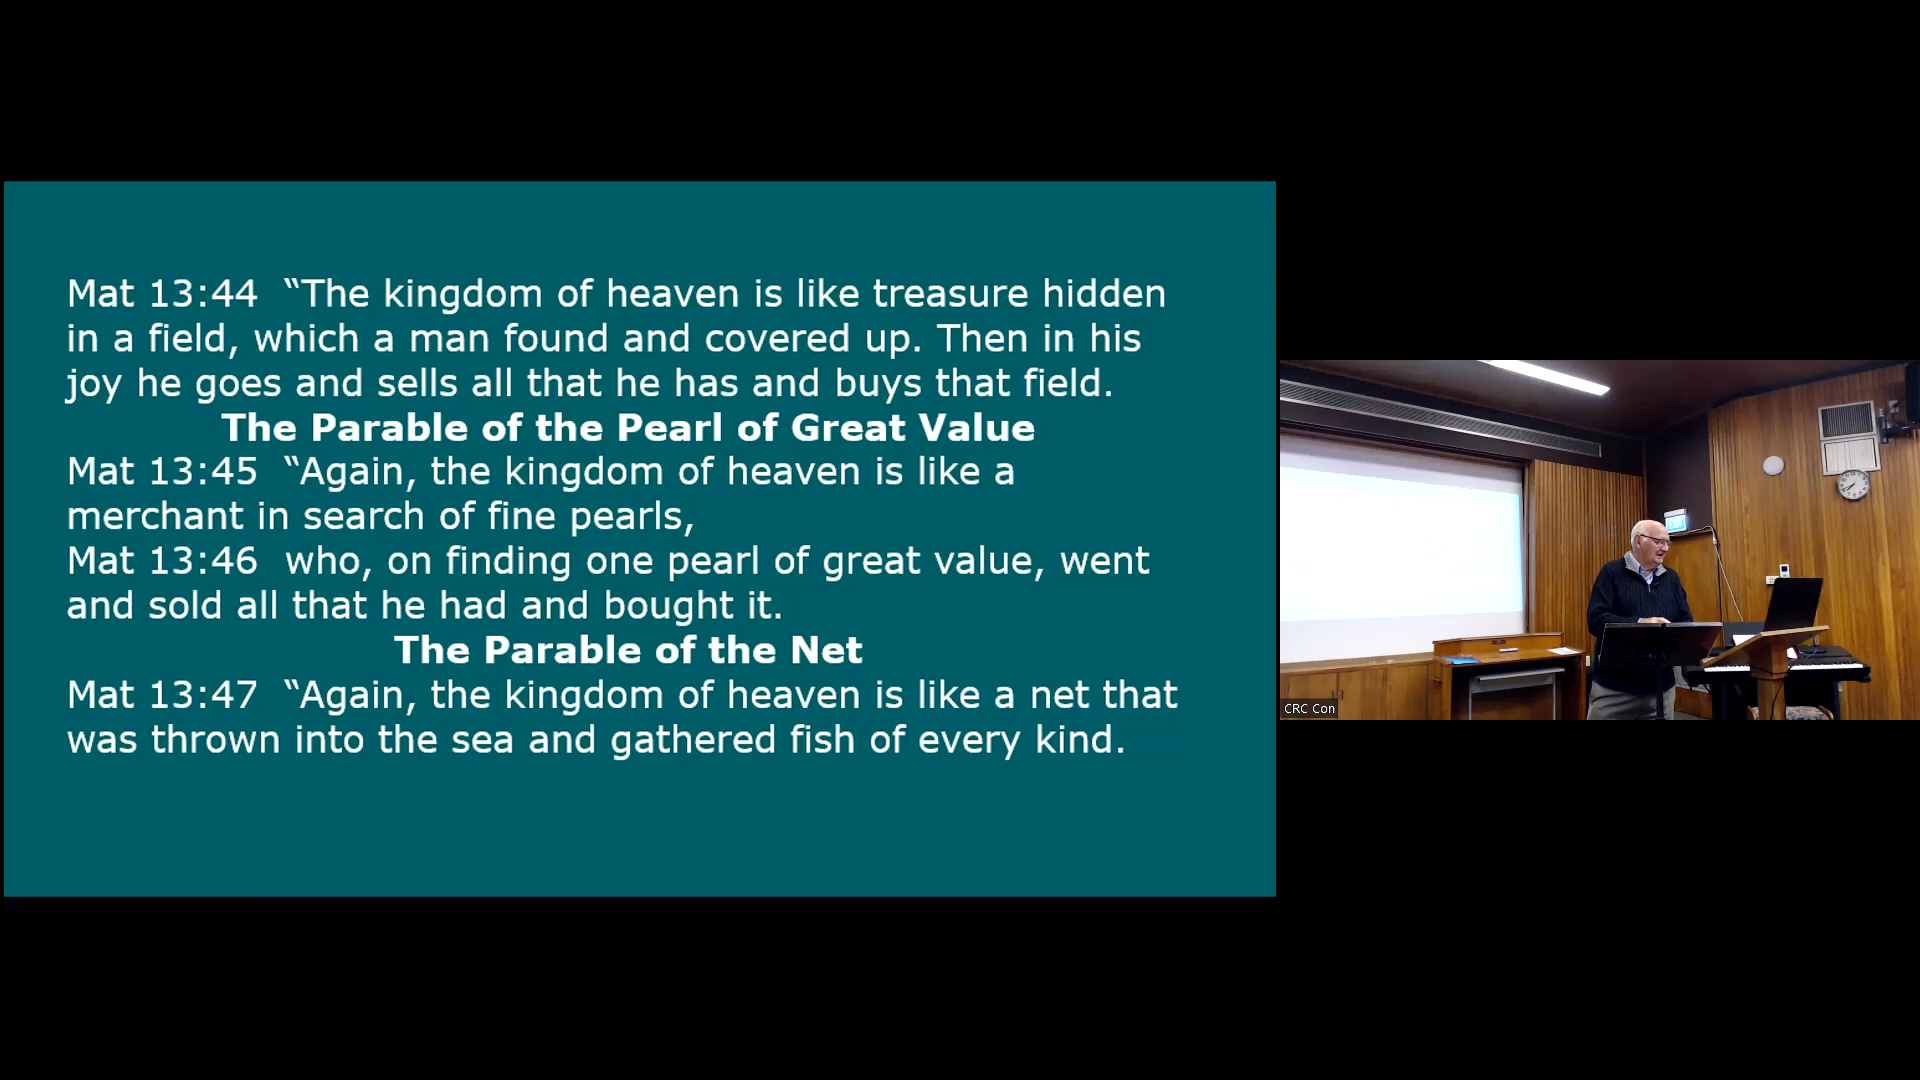 Mat 13:44  “The kingdom of heaven is like treasure hidden
in a field, which a man found and covered up. Then in his
joy he goes and sells all that he has and buys that field.
The Parable of the Pearl of Great Value
Mat 13:45  “Again, the kingdom of heaven is like a
merchant in search of fine pearls,
Mat 13:46  who, on finding one pearl of great value, went
and sold all that he had and bought it.
The Parable of the Net
Mat 13:47  “Again, the kingdom of heaven is like a net that
was thrown into the sea and gathered fish of every kind.
CRC Con